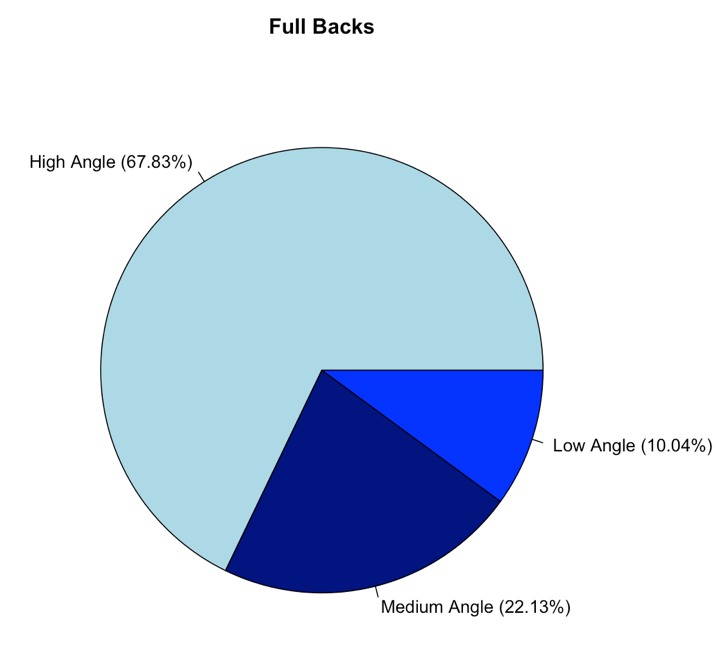 Full Backs
High Angle (67.83%)
Low Angle (10.04%)
Medium Angle (22.13%)